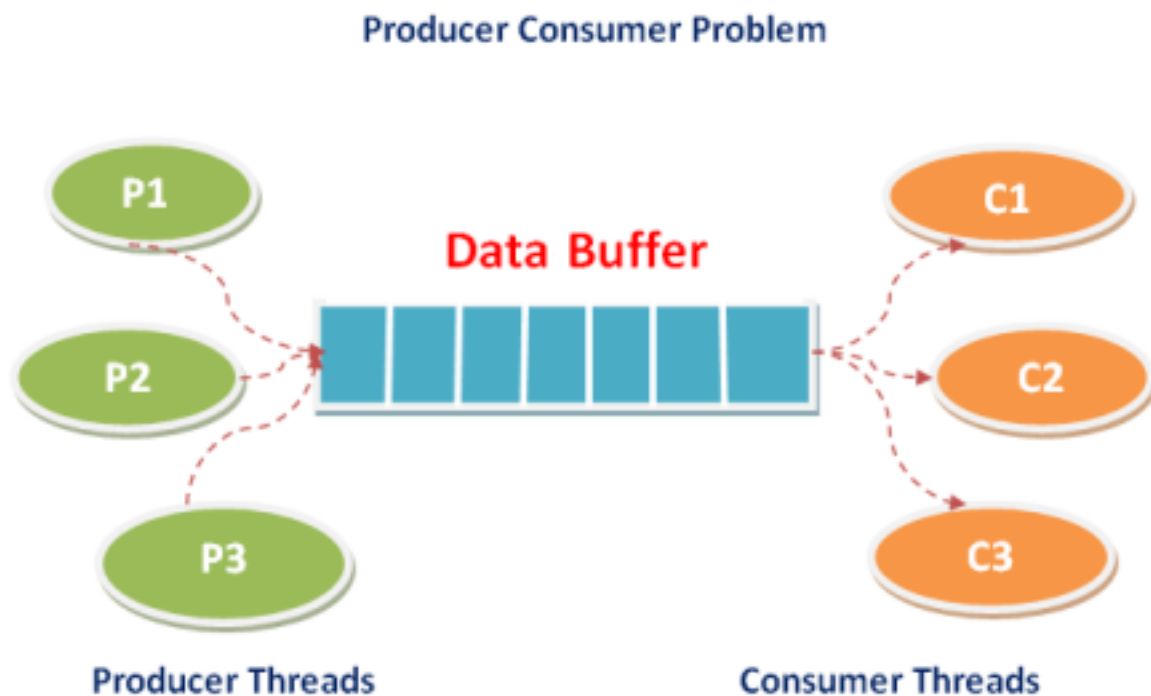 Producer Consumer Problem
P1
C1
Data Buffer
P2
C2
P3
C3
Producer Threads
Consumer Threads